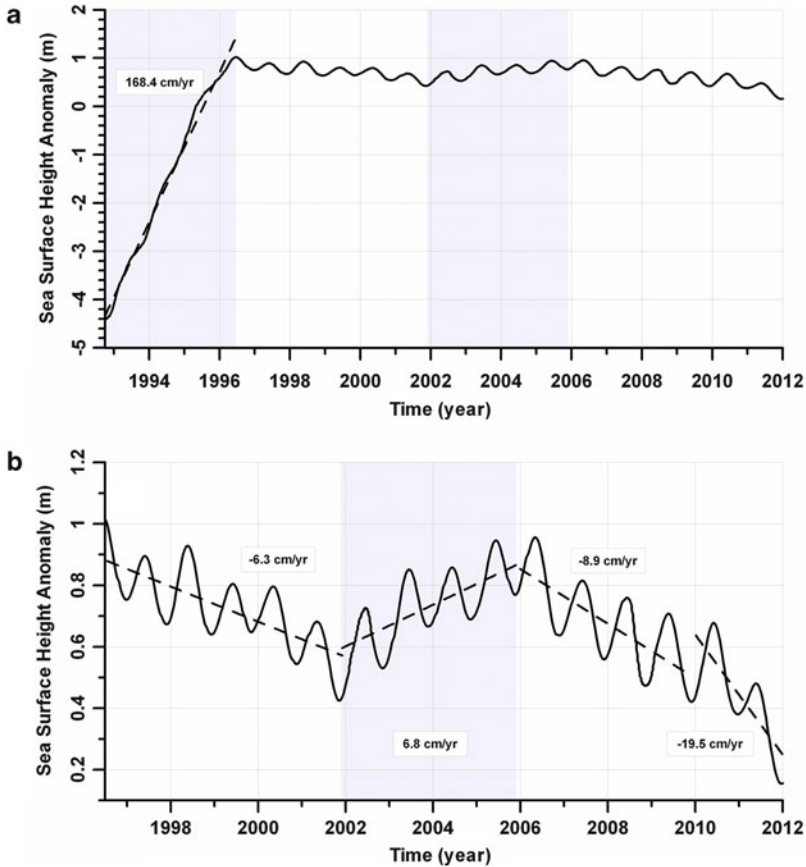 a
Sea Surface Height Anomaly (m)
2
1
0
-1
-2
-3
-4
-5
168.4 cm/yr
1994 1996 1998 2000 2002 2004 2006 2008 2010 2012
Time (year)
b
Sea Surface Height Anomaly (m)
1.2
1
0.8
0.6
0.4
0.2
-6.3 cm/yr
-8.9 cm/yr
6.8 cm/yr
-19.5 cm/yr
1998 2000 2002 2004 2006 2008 2010 2012
Time (year)